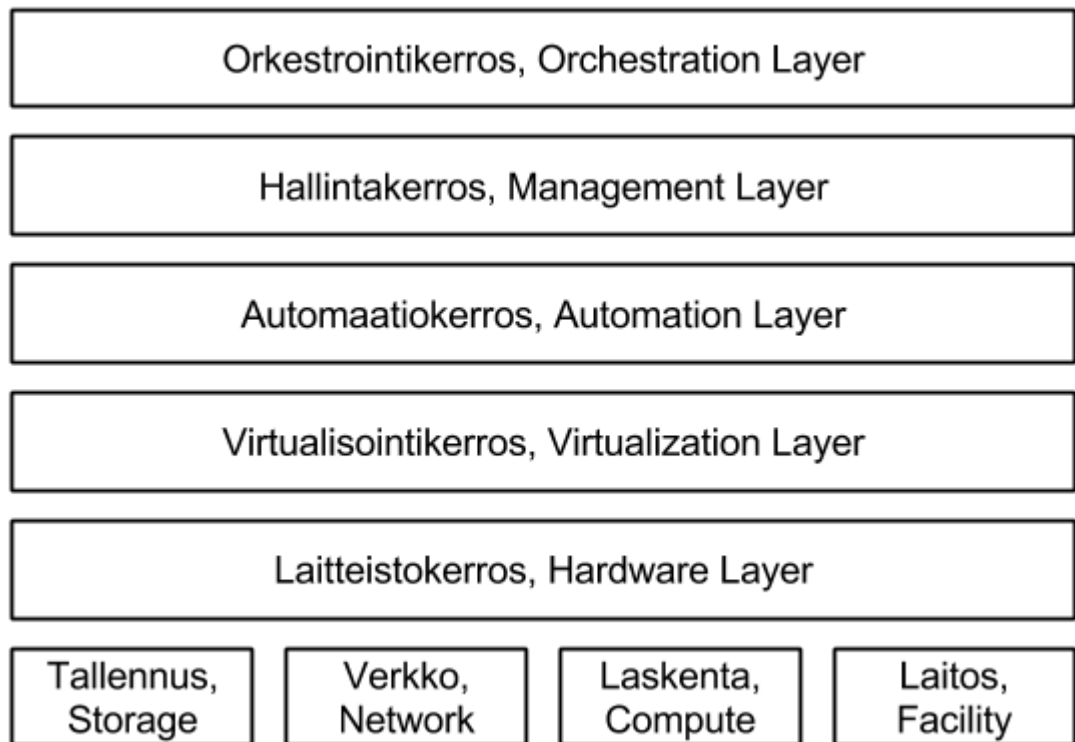 Orkestrointikerros, Orchestration Layer
Hallintakerros, Management Layer
Automaatiokerros, Automation Layer
Virtualisointikerros, Virtualization Layer
Laitteistokerros, Hardware Layer
Tallennus,
Storage
Verkko,
Network
Laskenta,
Compute
Laitos,
Facility